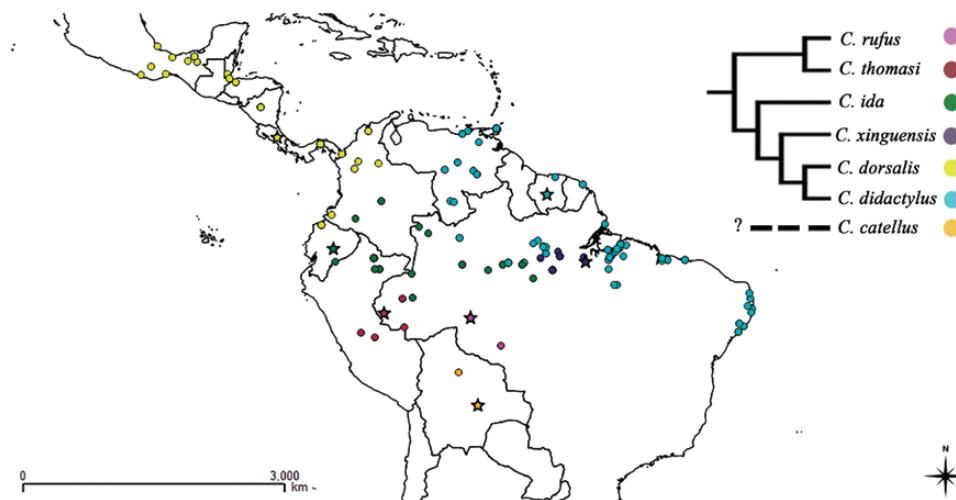 C. rufus
C. thomasi
C. ida
C. xinguensis
C. dorsalis
C. didactylus
? C. catellus
0 3.000
km
N